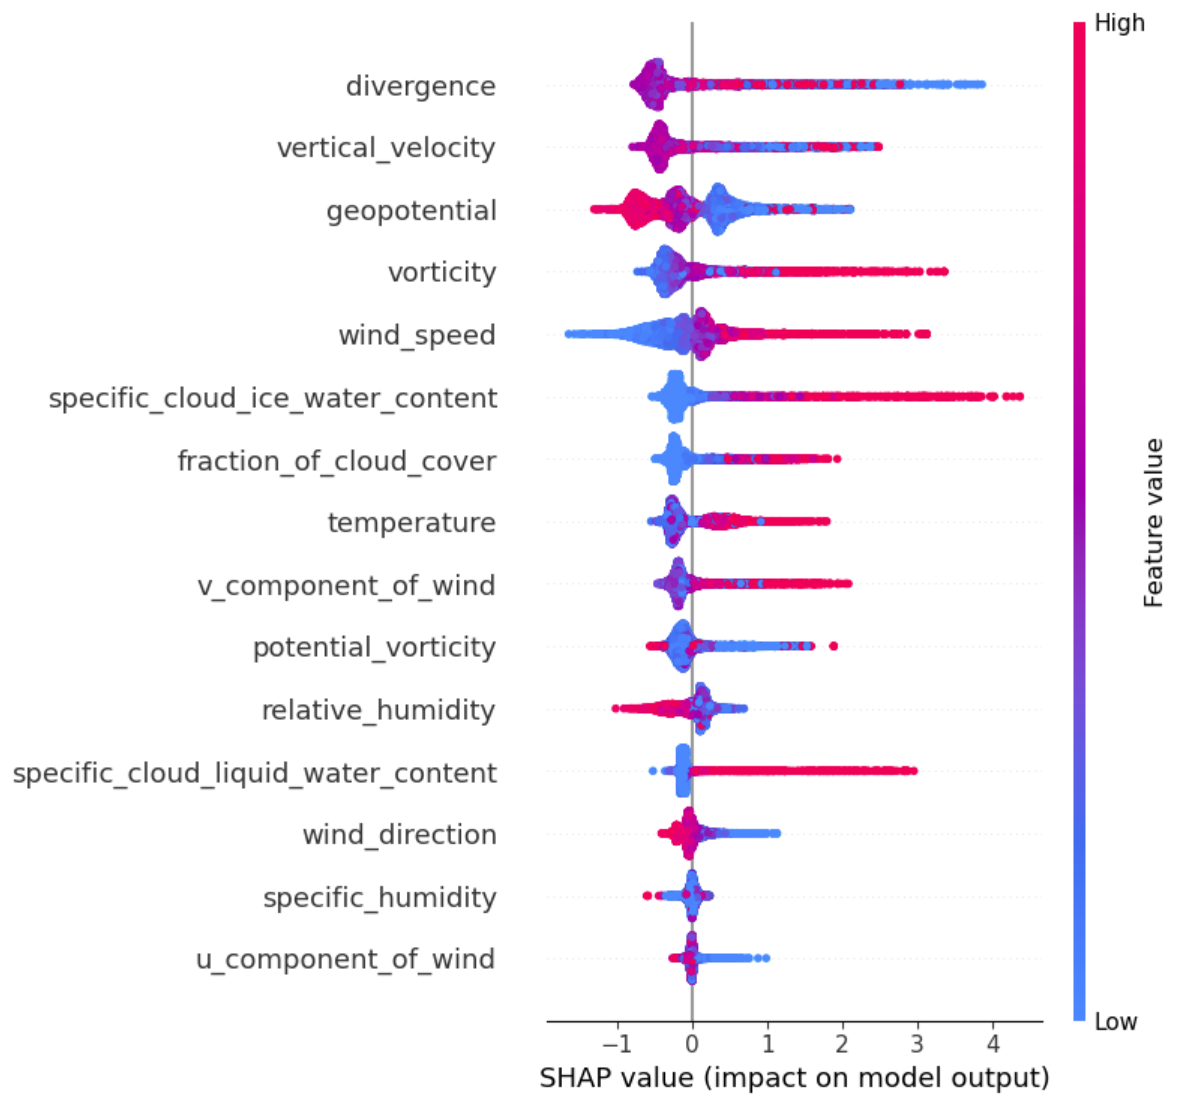 High
divergence
vertical_velocity
geopotential
vorticity
wind_speed
specific_cloud_ice_water_content
fraction_of_cloud_cover
temperature
v_component_of_wind
potential_vorticity
relative_humidity
specific_cloud_liquid_water_content
wind_direction
specific_humidity
u_component_of_wind
Feature value
Low
−1 0 1 2 3 4
SHAP value (impact on model output)